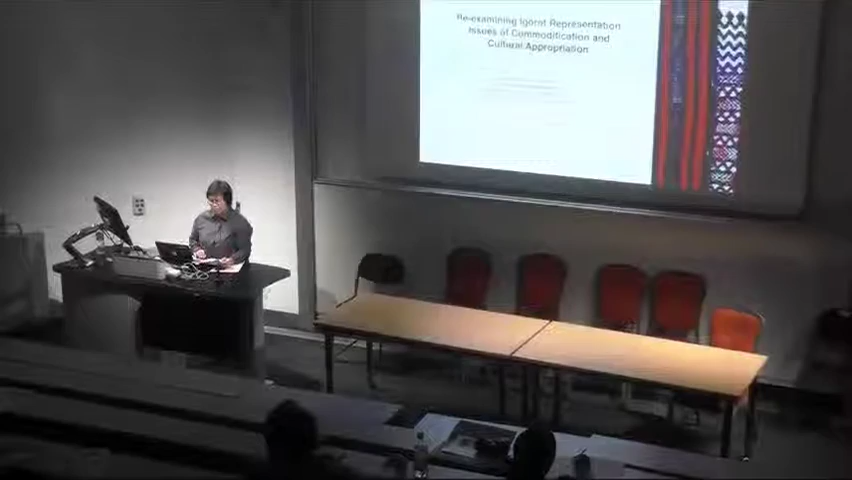 Re-examining Igorot Representation
Issues of Commodification and
Cultural Appropriation